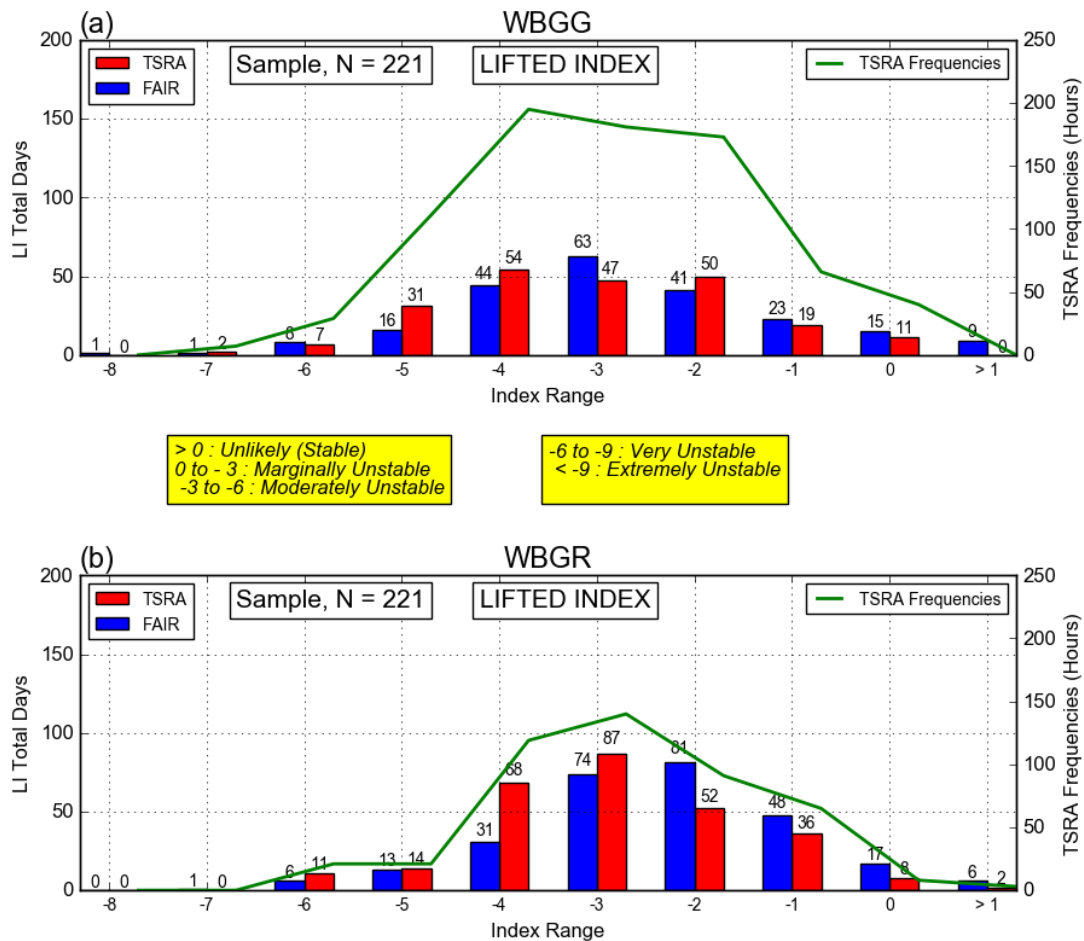 (a) WBGG
200 250
TSRA Sample, N = 221 LIFTED INDEX TSRA Frequencies
FAIR
150 200
100 150
50 100
0 50
0
LI Total Days
TSRA Frequencies (Hours)
1 0 1 2 8 7 16 31 44 54 63 47 41 50 23 19 15 11 9 0
-8 -7 -6 -5 -4 -3 -2 -1 0 > 1
Index Range
> 0 : Unlikely (Stable)
0 to - 3 : Marginally Unstable
-3 to -6 : Moderately Unstable
-6 to -9 : Very Unstable
< -9 : Extremely Unstable
(b) WBGR
200 250
TSRA Sample, N = 221 LIFTED INDEX TSRA Frequencies
FAIR
150 200
100 150
50 100
0 50
0
LI Total Days
TSRA Frequencies (Hours)
0 0 1 0 6 11 13 14 31 68 74 87 81 52 48 36 17 8 6 2
-8 -7 -6 -5 -4 -3 -2 -1 0 > 1
Index Range